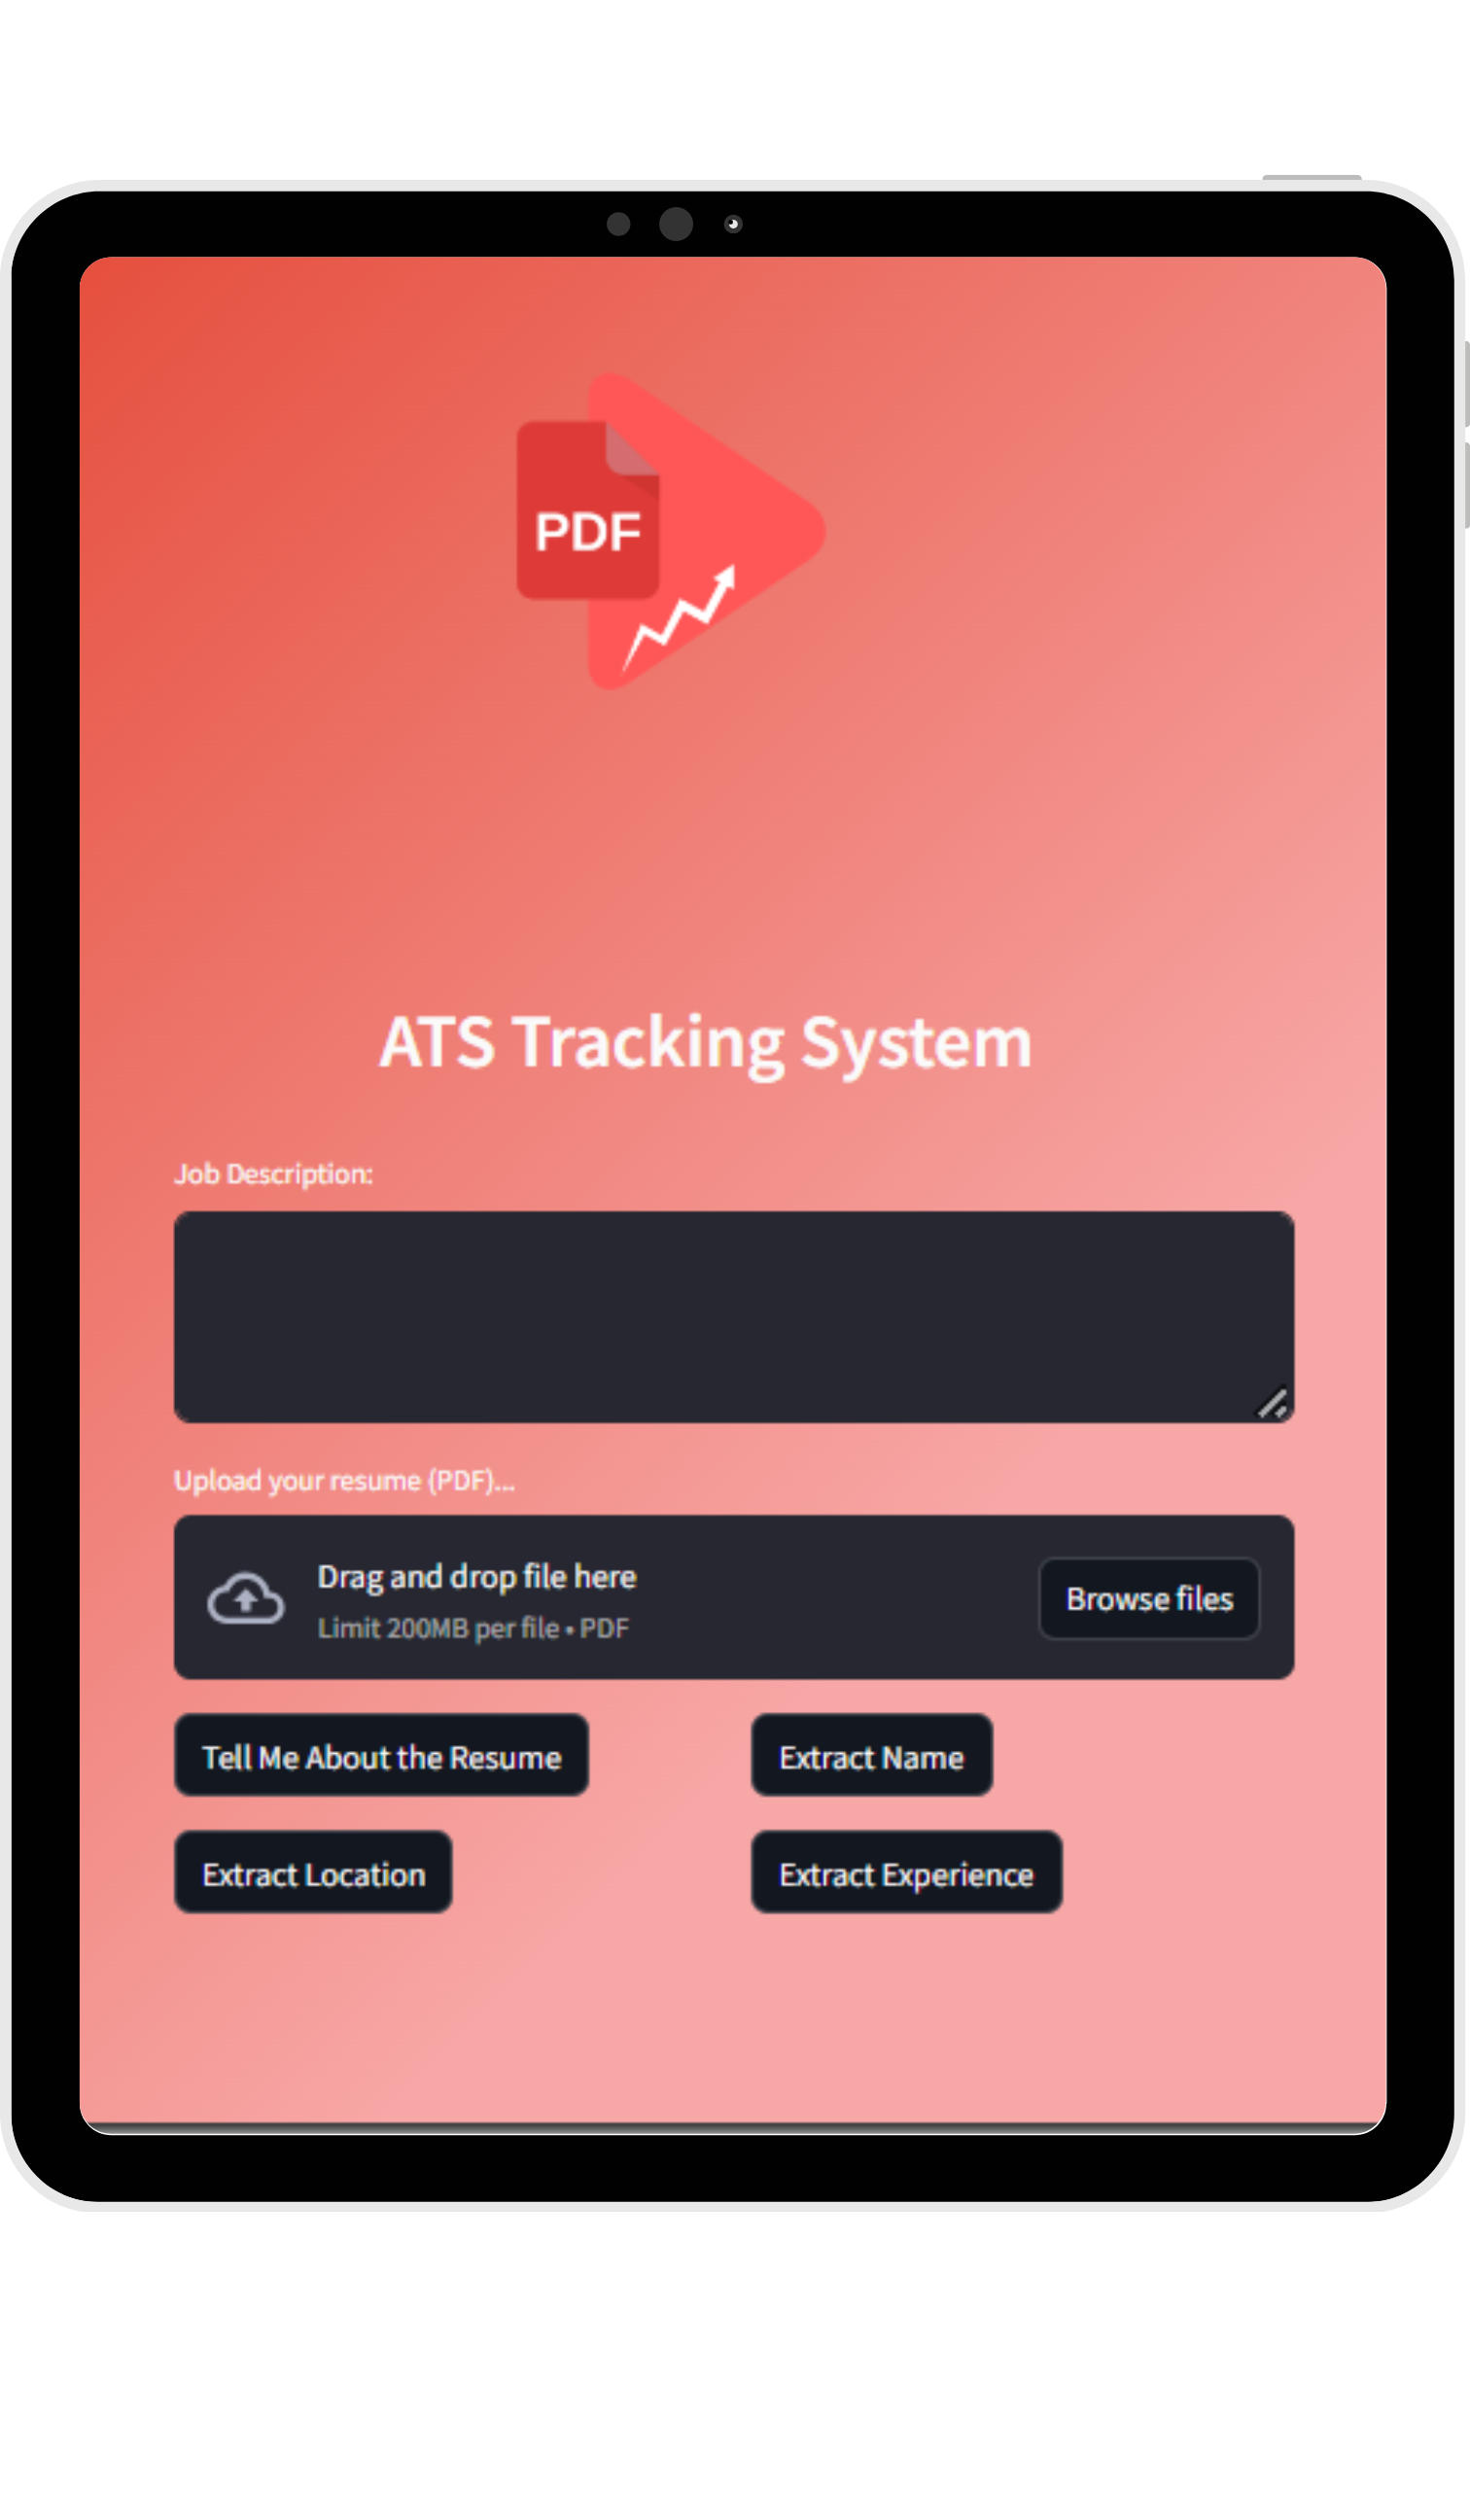 PDF
ATS Tracking System
Job Description:
Upload your resume (PDF)...
Drag and drop file here
Limit 200MB per file • PDF
Browse files
Tell Me About the Resume
Extract Name
Extract Location
Extract Experience